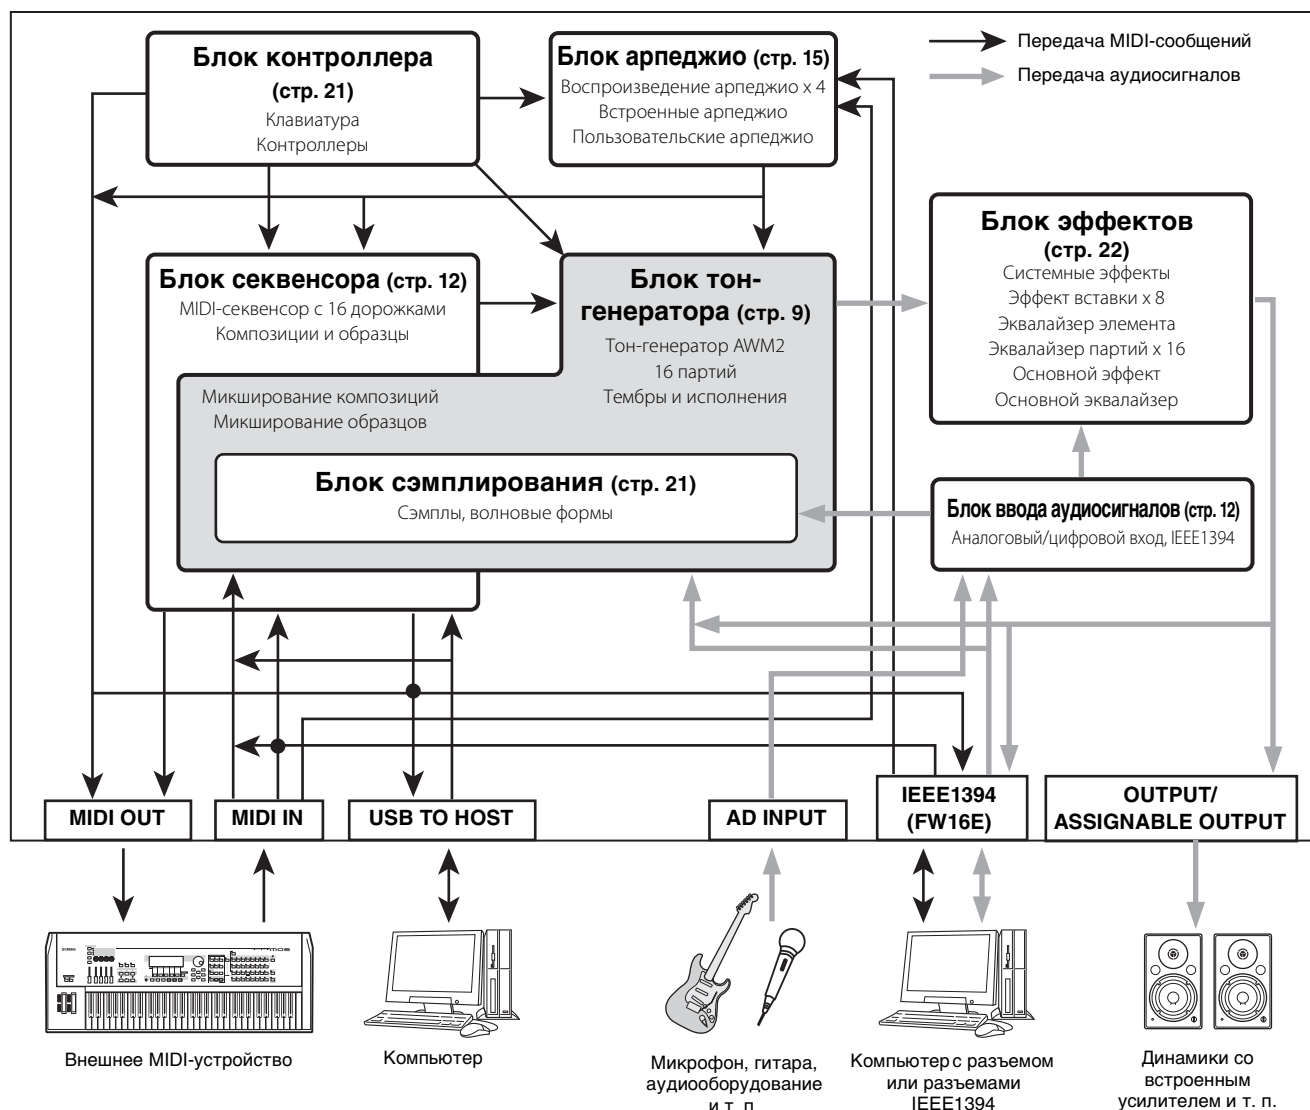 Блок контроллера
(стр. 21)
Клавиатура
Контроллеры
Блок арпеджио (стр. 15)
Воспроизведение арпеджио x 4
Встроенные арпеджио
Пользовательские арпеджио
Передача MIDI-сообщений
Передача аудиосигналов
Блок эффектов
(стр. 22)
Системные эффекты
Эффект вставки x 8
Эквалайзер элемента
Эквалайзер партий x 16
Основной эффект
Основной эквалайзер
Блок секвенсора (стр. 12)
MIDI-секвенсор с 16 дорожками
Композиции и образцы
Блок тон-
генератора (стр. 9)
Тон-генератор AWM2
16 партий
Тембры и исполнения
Микширование композиций
Микширование образцов
Блок сэмплирования (стр. 21)
Сэмплы, волновые формы
Блок ввода аудиосигналов (стр. 12)
Аналоговый/цифровой вход, IEEE1394
MIDI OUT
MIDI IN
USB TO HOST
AD INPUT
IEEE1394
(FW16E)
OUTPUT/
ASSIGNABLE OUTPUT
Внешнее MIDI-устройство
Компьютер
Микрофон, гитара,
аудиооборудование
и т. п.
Компьютер с разъемом
или разъемами
IEEE1394
Динамики со
встроенным
усилителем и т. п.